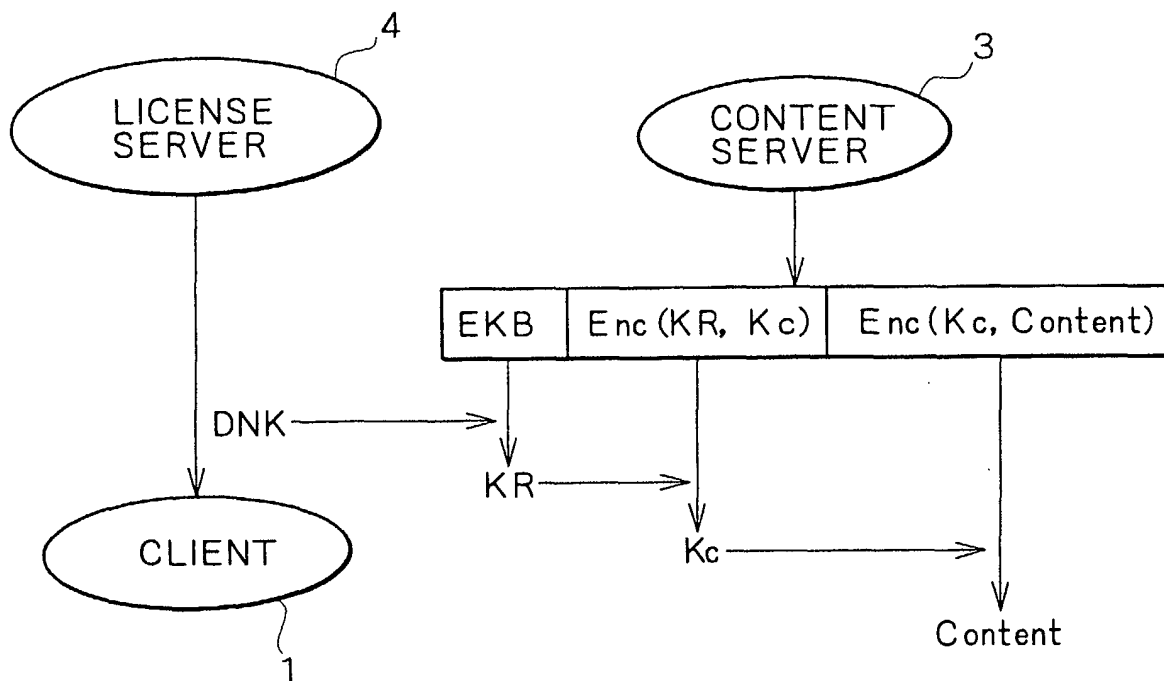 4
LICENSE
SERVER
3
CONTENT
SERVER
EKB
Enc(KR, Kc)
Enc(Kc, Content)
DNK
KR
Kc
CLIENT
Content
1